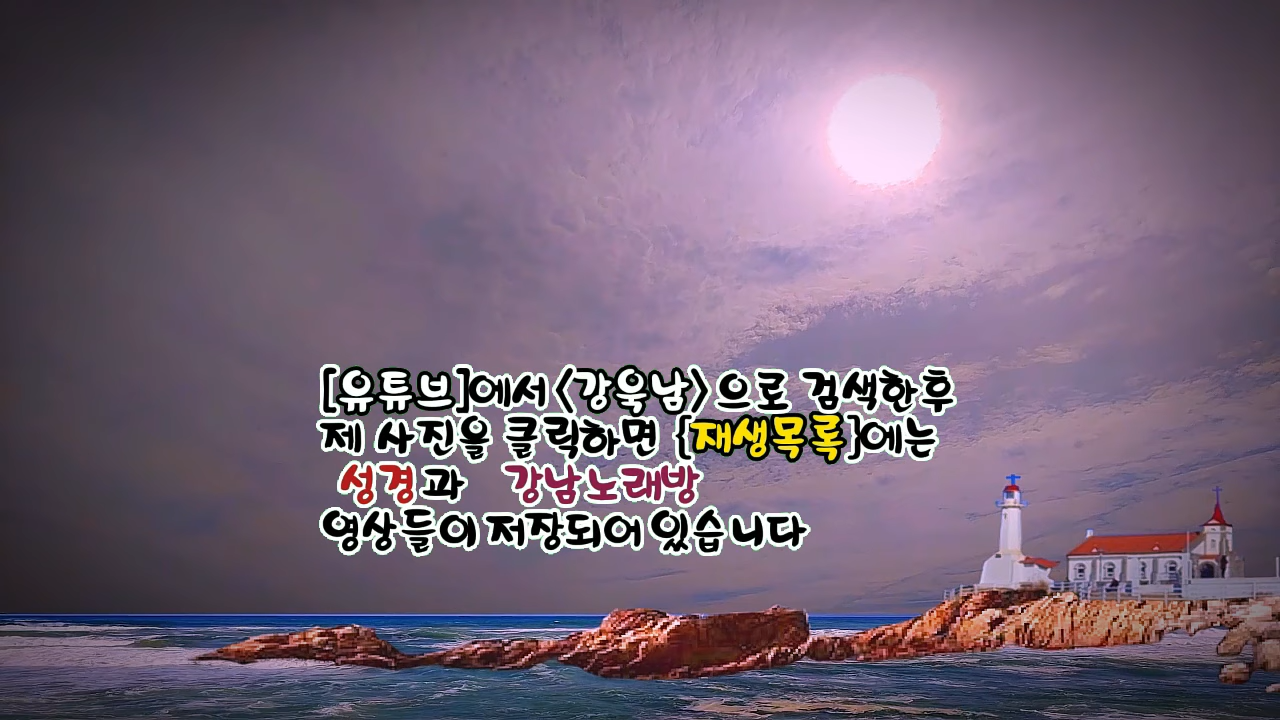 [유튜브]에서 <강욱남> 으로 검색한후
제 사진을 클릭하면 {재생목록}에는
성경과 강남노래방
영상들이 저장되어 있습니다